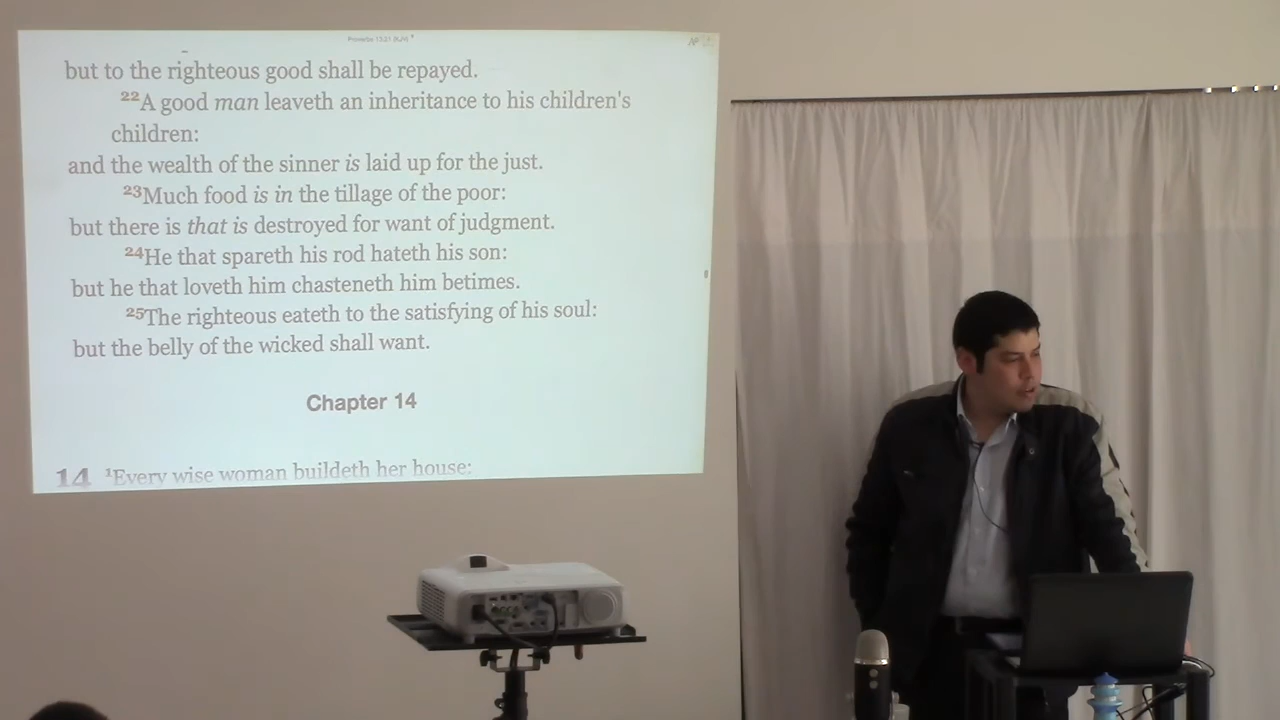 Proverbs 13:21 (KJV)
but to the righteous good shall be repayed.
22A good man leaveth an inheritance to his children's
children:
and the wealth of the sinner is laid up for the just.
23Much food is in the tillage of the poor:
but there is that is destroyed for want of judgment.
24He that spareth his rod hateth his son:
but he that loveth him chasteneth him betimes.
25The righteous eateth to the satisfying of his soul:
but the belly of the wicked shall want.
Chapter 14
14 1Every wise woman buildeth her house: